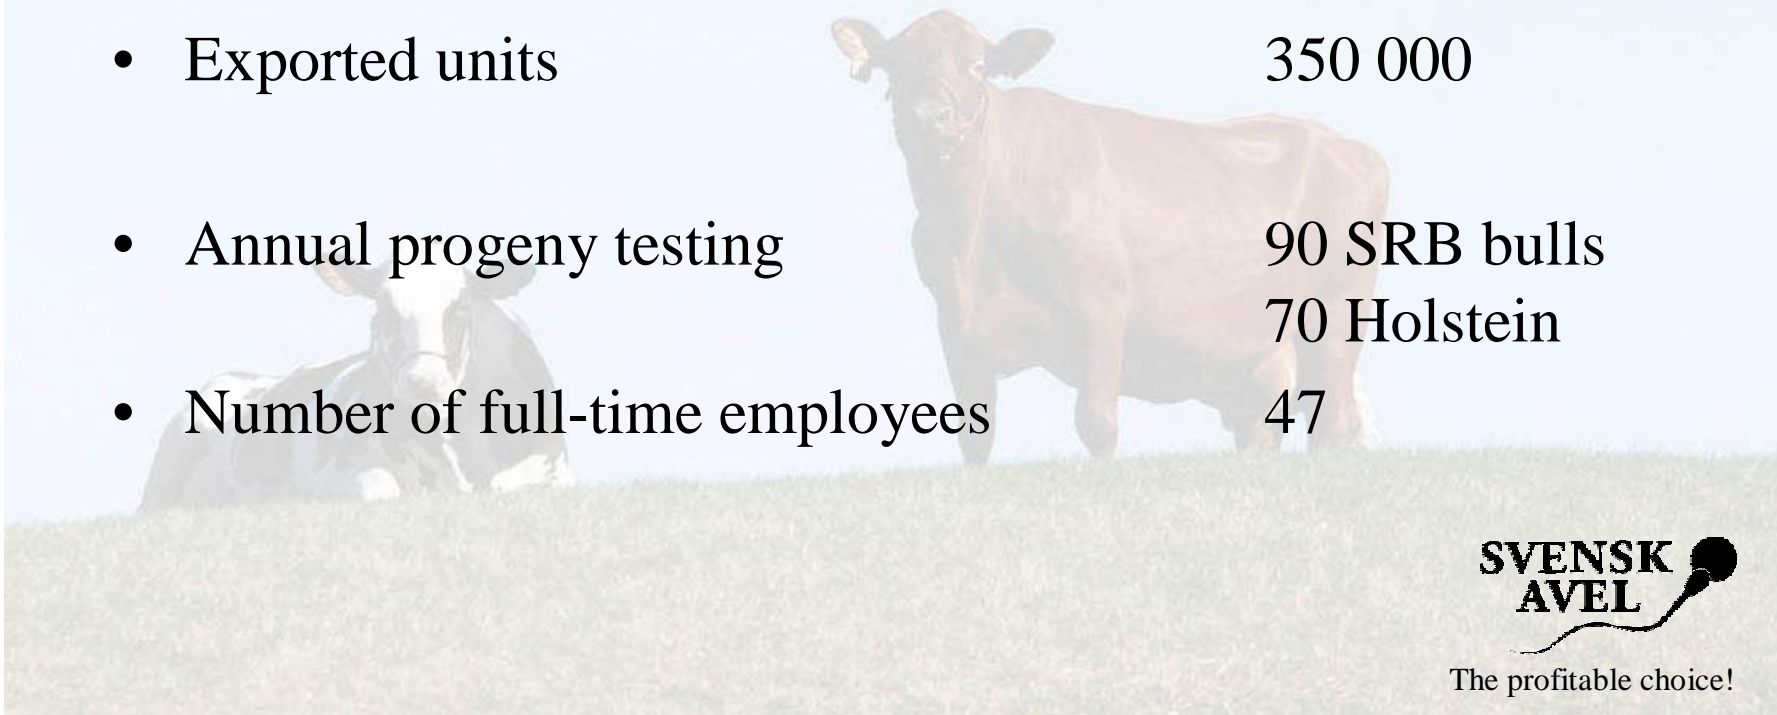 • Exported units 350 000
• Annual progeny testing 90 SRB bulls
70 Holstein
• Number of full-time employees 47
SVENSK
AVEL
The profitable choice!